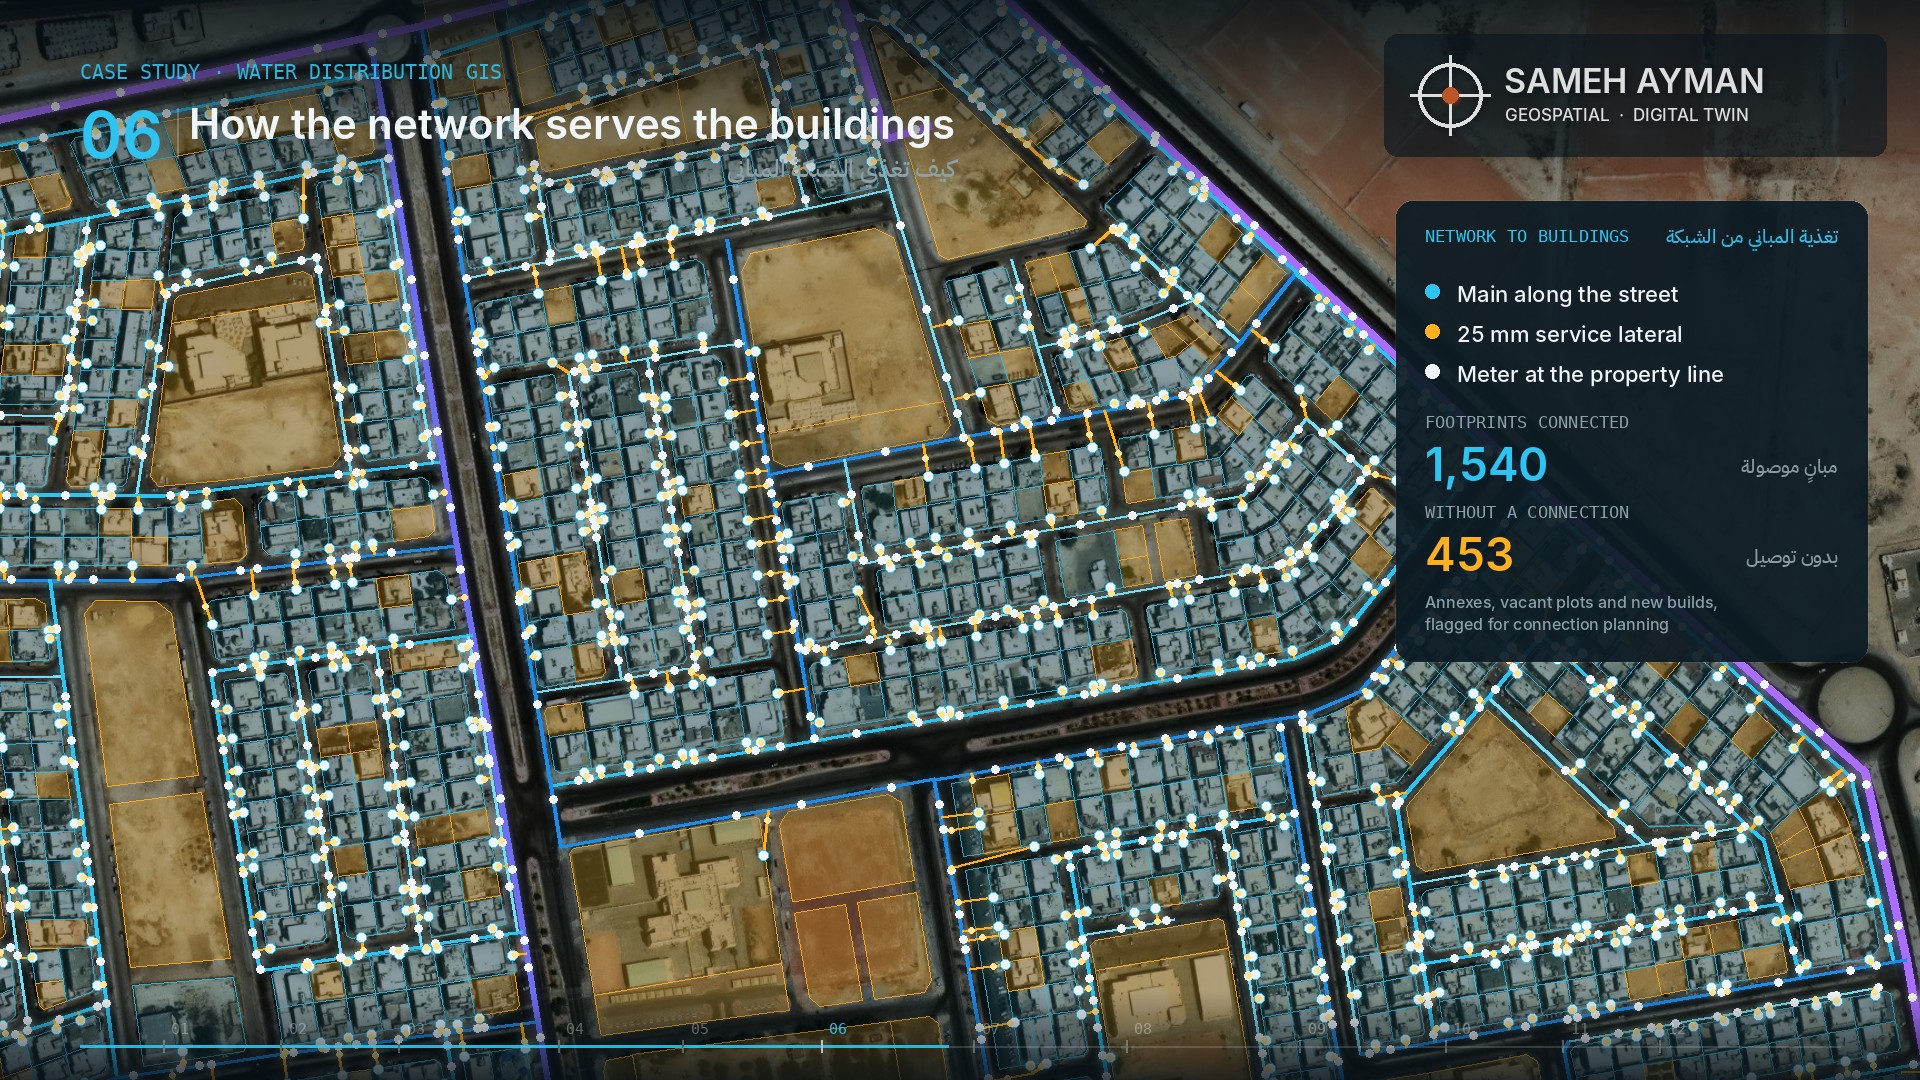 CASE STUDY · WATER DISTRIBUTION GIS
06 How the network serves the buildings
كيف تغذي الشبكة المباني
SAMEH AYMAN
GEOSPATIAL · DIGITAL TWIN
NETWORK TO BUILDINGS تغذية المباني من الشبكة
Main along the street
25 mm service lateral
Meter at the property line
FOOTPRINTS CONNECTED
1,540 مبانٍ موصولة
WITHOUT A CONNECTION
453 بدون توصيل
Annexes, vacant plots and new builds,
flagged for connection planning
01 02 03 04 05 06 07 08 09 10 11 12